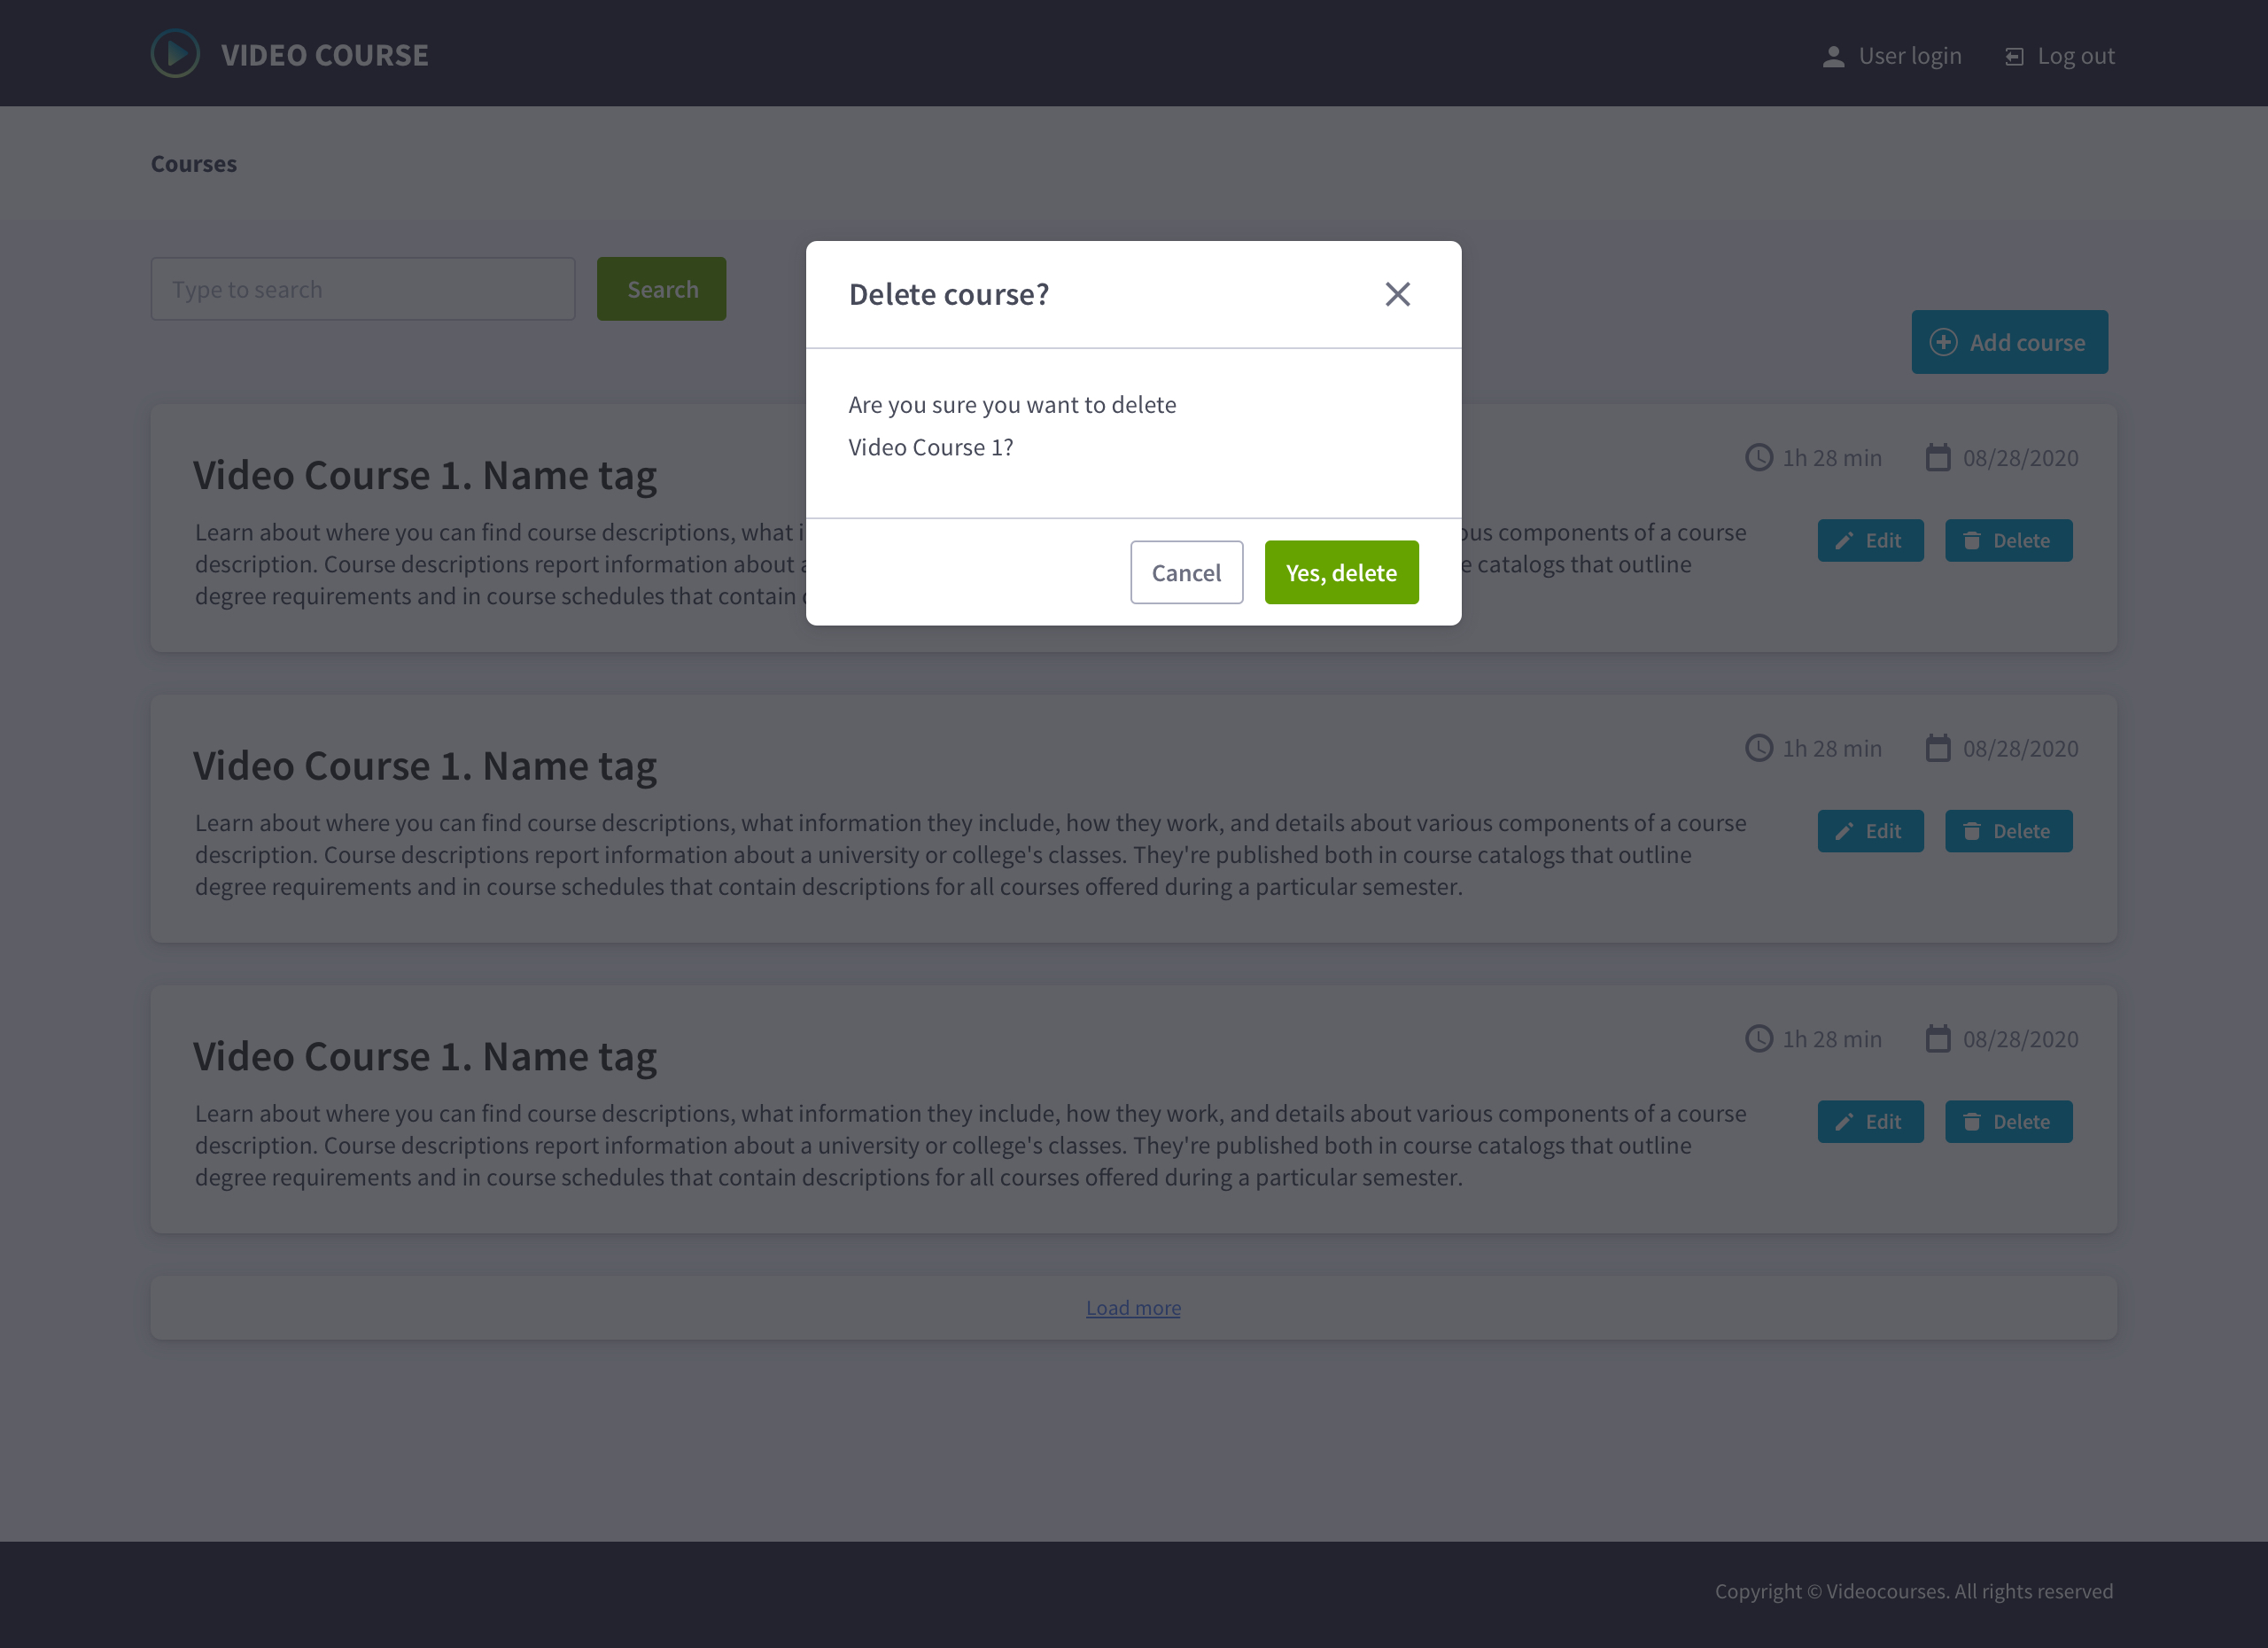 VIDEO COURSE
User login
Log out
Courses
Type to search
Search
Add course
Delete course?
Are you sure you want to delete
Video Course 1?
Cancel
Yes, delete
Video Course 1. Name tag
1h 28 min
08/28/2020
Learn about where you can find course descriptions, what
components of a course
description. Course descriptions report information about
catalogs that outline
degree requirements and in course schedules that contain
Edit
Delete
Video Course 1. Name tag
1h 28 min
08/28/2020
Learn about where you can find course descriptions, what information they include, how they work, and details about various components of a course
description. Course descriptions report information about a university or college's classes. They're published both in course catalogs that outline
degree requirements and in course schedules that contain descriptions for all courses offered during a particular semester.
Edit
Delete
Video Course 1. Name tag
1h 28 min
08/28/2020
Learn about where you can find course descriptions, what information they include, how they work, and details about various components of a course
description. Course descriptions report information about a university or college's classes. They're published both in course catalogs that outline
degree requirements and in course schedules that contain descriptions for all courses offered during a particular semester.
Edit
Delete
Load more
Copyright © Videocourses. All rights reserved